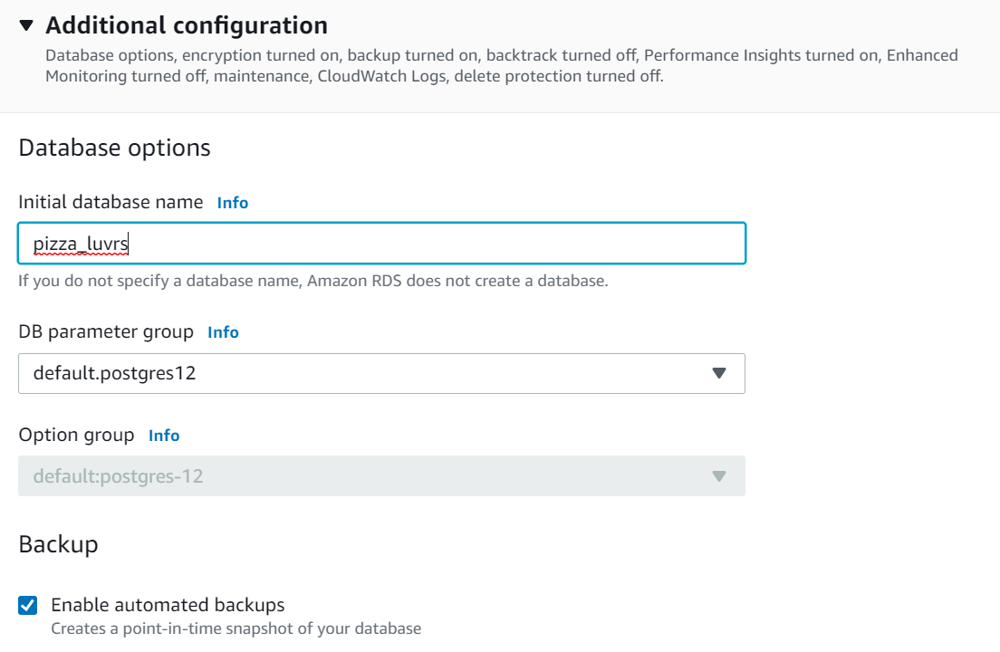 Additional configuration
Database options, encryption turned on, backup turned on, backtrack turned off, Performance Insights turned on, Enhanced
Monitoring turned off, maintenance, CloudWatch Logs, delete protection turned off.
Database options
Initial database name Info
pizza_luvrs
If you do not specify a database name, Amazon RDS does not create a database.
DB parameter group Info
default.postgres12
Option group Info
default:postgres-12
Backup
Enable automated backups
Creates a point-in-time snapshot of your database